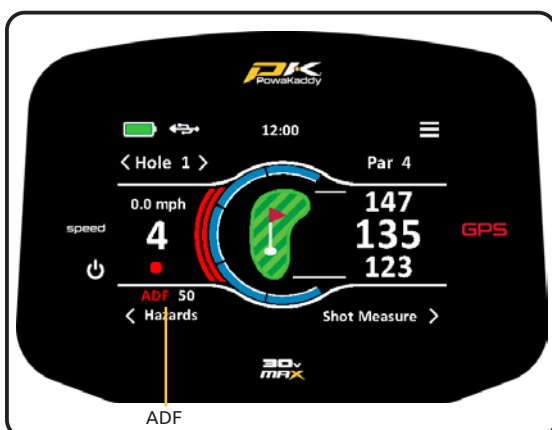 PK
PowaKaddy
12:00
< Hole 1 >
Par 4
0.0 mph
147
speed
4
135
GPS
123
ADF 50
< Hazards
Shot Measure >
30v
MAX
ADF